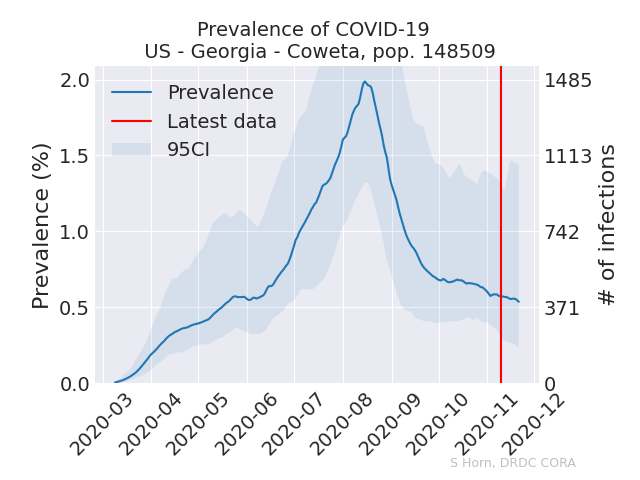 Prevalence of COVID-19
US - Georgia - Coweta, pop. 148509
Prevalence
Latest data
95CI
Prevalence (%)
2.0
1.5
1.0
0.5
0.0
# of infections
1485
1113
742
371
0
2020-03
2020-04
2020-05
2020-06
2020-07
2020-08
2020-09
2020-10
2020-11
2020-12
S Horn, DRDC CORA